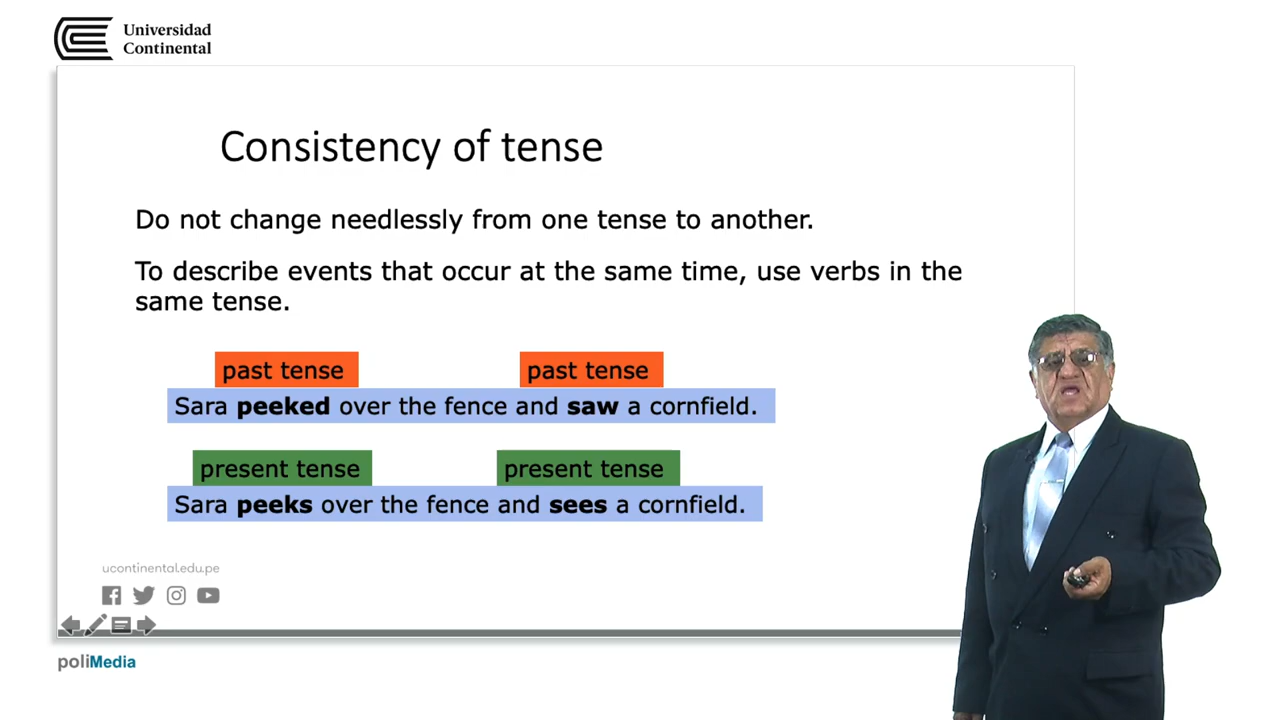 Universidad
Continental
Consistency of tense
Do not change needlessly from one tense to another.
To describe events that occur at the same time, use verbs in the
same tense.
past tense past tense
Sara peeked over the fence and saw a cornfield.
present tense present tense
Sara peeks over the fence and sees a cornfield.
ucontinental.edu.pe
poliMedia